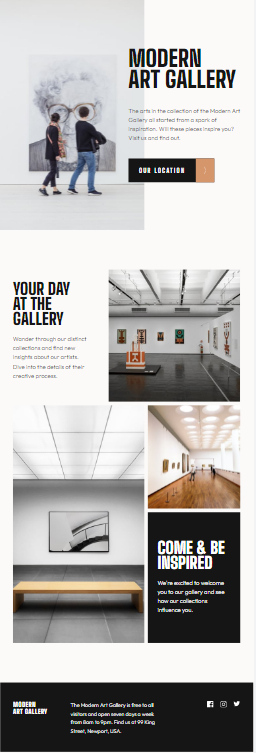 MODERN
ART GALLERY
The arts in the collection of the Modern Art
Gallery all started from a spark of
inspiration. Will these pieces inspire you?
Visit us and find out.
OUR LOCATION
YOUR DAY
AT THE
GALLERY
Wander through our distinct
collections and find new
insights about our artists.
Dive into the details of their
creative process.
COME & BE
INSPIRED
We're excited to welcome
you to our gallery and see
how our collections
influence you.
MODERN
ART GALLERY
The Modern Art Gallery is free to all
visitors and open seven days a week
from 8am to 9pm. Find us at 99 King
Street, Newport, USA.